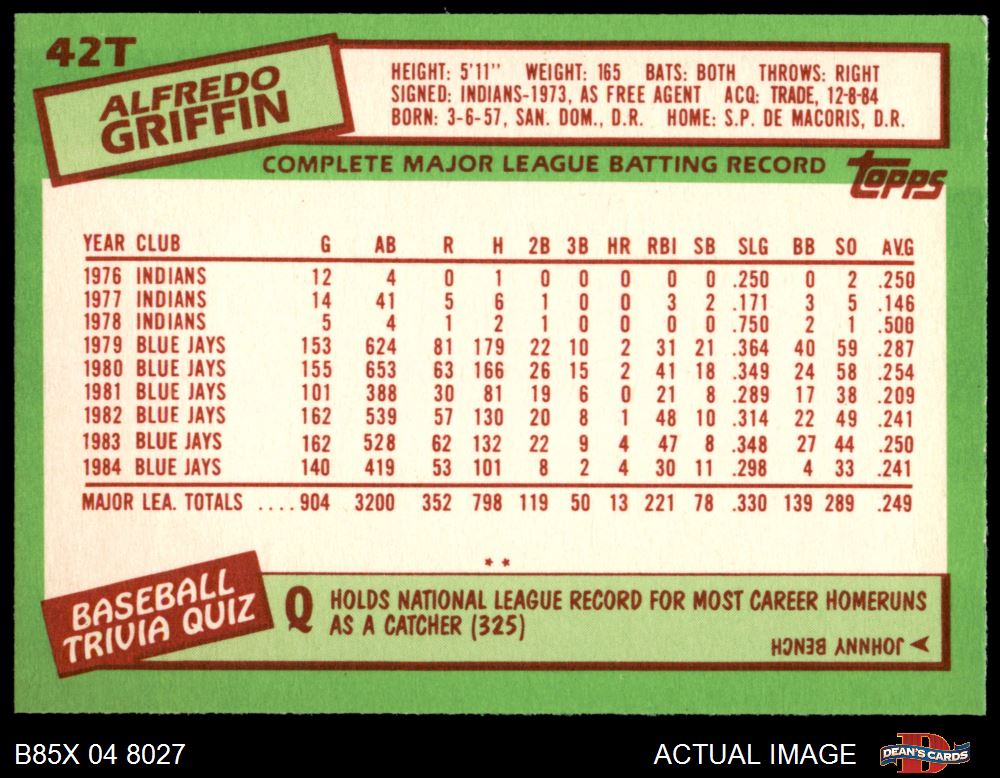 42T
ALFREDO
GRIFFIN
HEIGHT: 5'11" WEIGHT: 165 BATS: BOTH THROWS: RIGHT
SIGNED: INDIANS-1973, AS FREE AGENT ACQ: TRADE, 12-8-84
BORN: 3-6-57, SAN. DOM., D.R. HOME: S.P. DE MACORIS, D.R.
COMPLETE MAJOR LEAGUE BATTING RECORD
TOPPS
YEAR CLUB G AB R H 2B 3B HR RBI SB SLG BB SO AVG
1976 INDIANS 12 4 0 1 0 0 0 0 0 .250 0 2 .250
1977 INDIANS 14 41 5 6 1 0 0 3 2 .171 3 5 .146
1978 INDIANS 5 4 1 2 1 0 0 0 0 .750 2 1 .500
1979 BLUE JAYS 153 624 81 179 22 10 2 31 21 .364 40 59 .287
1980 BLUE JAYS 155 653 63 166 26 15 2 41 18 .349 24 58 .254
1981 BLUE JAYS 101 388 30 81 19 6 0 21 8 .289 17 38 .209
1982 BLUE JAYS 162 539 57 130 20 8 1 48 10 .314 22 49 .241
1983 BLUE JAYS 162 528 62 132 22 9 4 47 8 .348 27 44 .250
1984 BLUE JAYS 140 419 53 101 8 2 4 30 11 .298 4 33 .241
MAJOR LEA. TOTALS ....904 3200 352 798 119 50 13 221 78 .330 139 289 .249
* *
BASEBALL
TRIVIA QUIZ
Q HOLDS NATIONAL LEAGUE RECORD FOR MOST CAREER HOMERUNS
AS A CATCHER (325)
JOHNNY BENCH
B85X 04 8027
ACTUAL IMAGE
DEAN'S CARDS